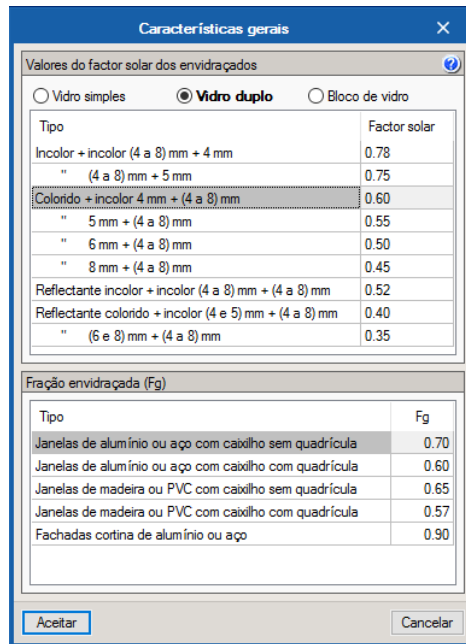 Características gerais
Valores do factor solar dos envidraçados
Vidro simples Vidro duplo Bloco de vidro
Tipo Factor solar
Incolor + incolor (4 a 8) mm + 4 mm 0.78
" (4 a 8) mm + 5 mm 0.75
Colorido + incolor 4 mm + (4 a 8) mm 0.60
" 5 mm + (4 a 8) mm 0.55
" 6 mm + (4 a 8) mm 0.50
" 8 mm + (4 a 8) mm 0.45
Reflectante incolor + incolor (4 a 8) mm + (4 a 8) mm 0.52
Reflectante colorido + incolor (4 e 5) mm + (4 a 8) mm 0.40
" (6 e 8) mm + (4 a 8) mm 0.35
Fração envidraçada (Fg)
Tipo Fg
Janelas de alumínio ou aço com caixilho sem quadrícula 0.70
Janelas de alumínio ou aço com caixilho com quadrícula 0.60
Janelas de madeira ou PVC com caixilho sem quadrícula 0.65
Janelas de madeira ou PVC com caixilho com quadrícula 0.57
Fachadas cortina de alumínio ou aço 0.90
Aceitar Cancelar